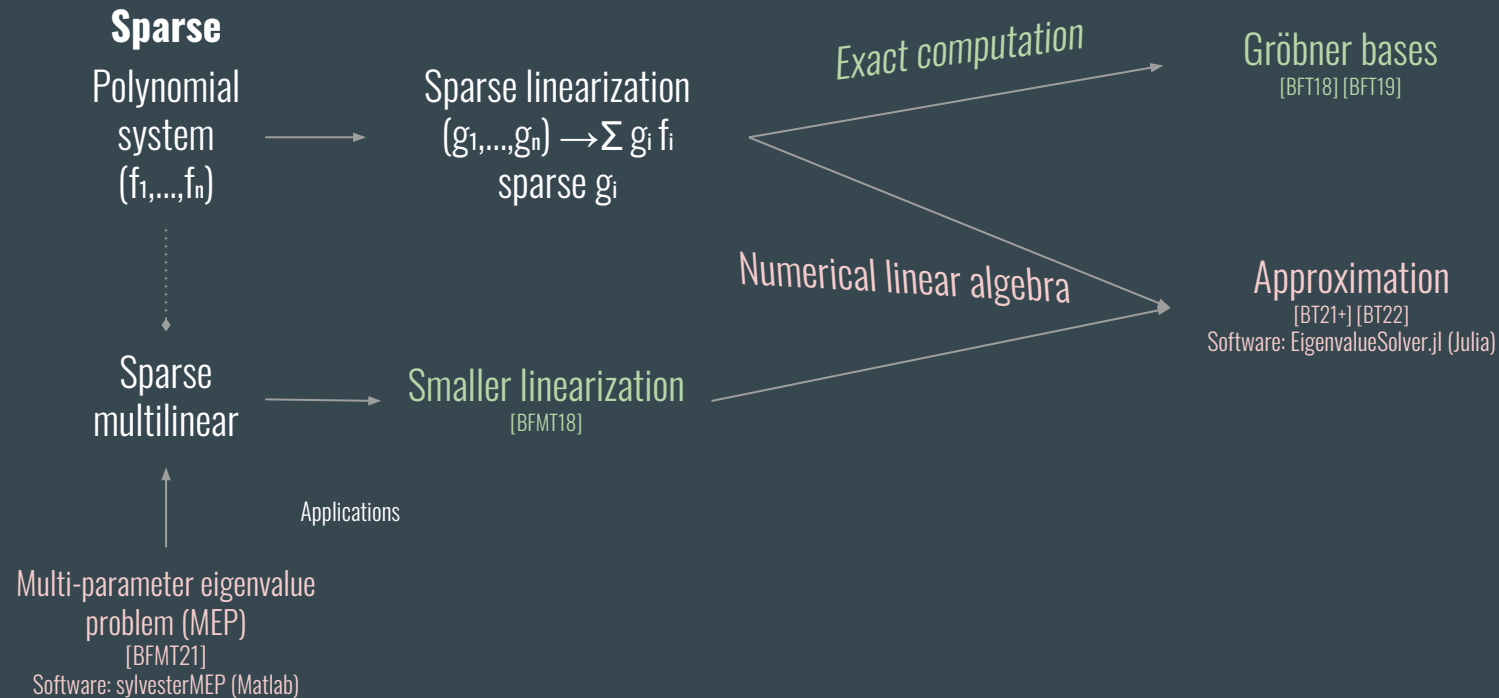 Sparse
Polynomial
system
(f₁,...,fₙ)
Sparse linearization
(g₁,...,gₙ) → Σ gᵢ fᵢ
sparse gᵢ
Exact computation
Gröbner bases
[BFT18] [BFT19]
Numerical linear algebra
Approximation
[BT21+] [BT22]
Software: EigenvalueSolver.jl (Julia)
Sparse
multilinear
Smaller linearization
[BFMT18]
Applications
Multi-parameter eigenvalue
problem (MEP)
[BFMT21]
Software: sylvesterMEP (Matlab)